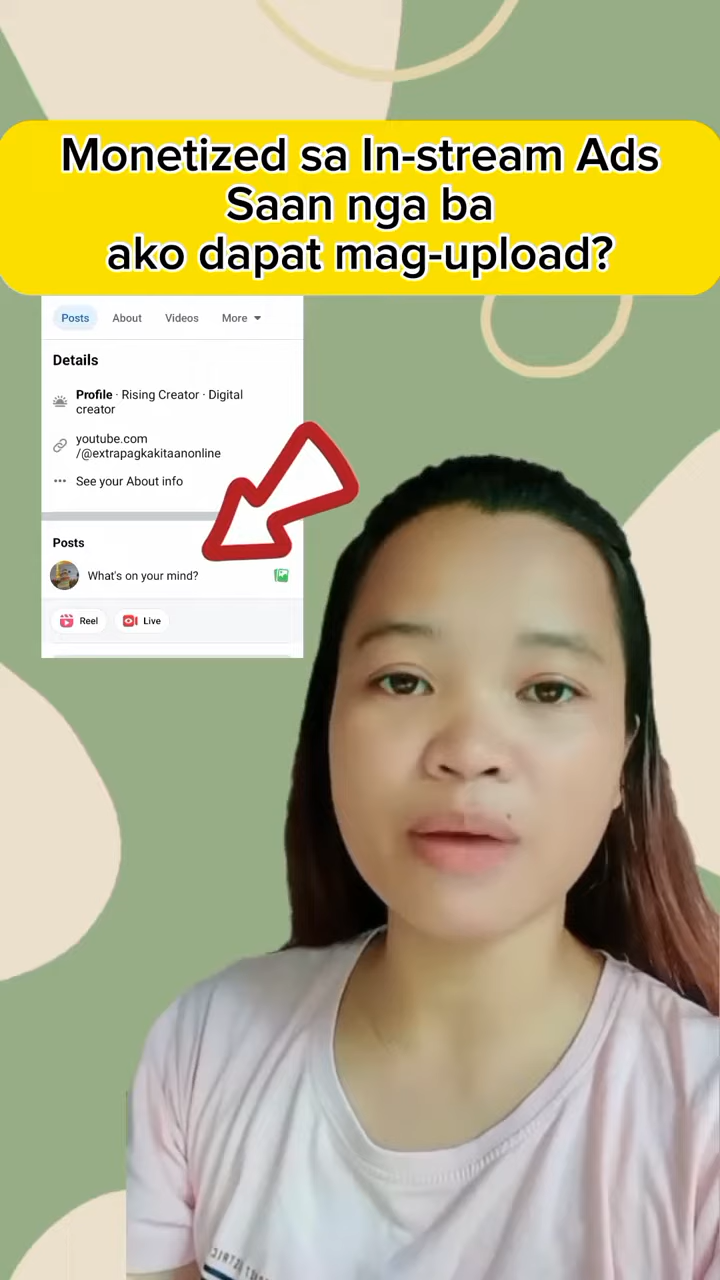 Monetized sa In-stream Ads
Saan nga ba
ako dapat mag-upload?
Posts About Videos More
Details
Profile · Rising Creator · Digital
creator
youtube.com
/@extrapagkakitaanonline
See your About info
Posts
What's on your mind?
Reel Live